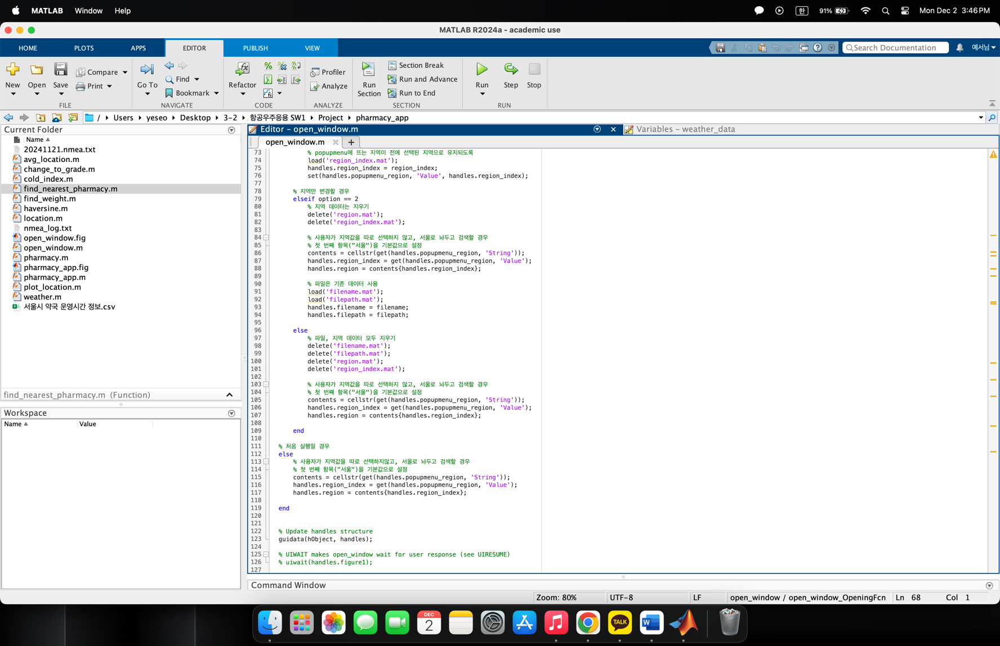 MATLAB Window Help 한 91% Mon Dec 2 3:46 PM
MATLAB R2024a - academic use
HOME PLOTS APPS EDITOR PUBLISH VIEW Search Documentation 예서님
New Open Save Compare Print
FILE
Go To Find Bookmark
NAVIGATE
Refactor
CODE
Profiler Analyze
ANALYZE
Run Section Section Break Run and Advance Run to End
SECTION
Run Step Stop
RUN
/ Users yeseo Desktop 3-2 항공우주응용 SW1 Project pharmacy_app
Current Folder
Name
20241121.nmea.txt
avg_location.m
change_to_grade.m
cold_index.m
find_nearest_pharmacy.m
find_weight.m
haversine.m
location.m
nmea_log.txt
open_window.fig
open_window.m
pharmacy.m
pharmacy_app.fig
pharmacy_app.m
plot_location.m
weather.m
서울시 약국 운영시간 정보.csv
find_nearest_pharmacy.m (Function)
Workspace
Name Value
Editor - open_window.m Variables - weather_data
open_window.m
73 % popupmenu에 뜨는 지역이 전에 선택된 지역으로 유지되도록
74 load('region_index.mat');
75 handles.region_index = region_index;
76 set(handles.popupmenu_region, 'Value', handles.region_index);
77
78 % 지역만 변경할 경우
79 elseif option == 2
80 % 지역 데이터는 지우기
81 delete('region.mat');
82 delete('region_index.mat');
83
84 % 사용자가 지역값을 따로 선택하지 않고, 서울로 놔두고 검색할 경우
85 % 첫 번째 항목("서울")을 기본값으로 설정
86 contents = cellstr(get(handles.popupmenu_region, 'String'));
87 handles.region_index = get(handles.popupmenu_region, 'Value');
88 handles.region = contents{handles.region_index};
89
90 % 파일은 기존 데이터 사용
91 load('filename.mat');
92 load('filepath.mat');
93 handles.filename = filename;
94 handles.filepath = filepath;
95
96 else
97 % 파일, 지역 데이터 모두 지우기
98 delete('filename.mat');
99 delete('filepath.mat');
100 delete('region.mat');
101 delete('region_index.mat');
102
103 % 사용자가 지역값을 따로 선택하지 않고, 서울로 놔두고 검색할 경우
104 % 첫 번째 항목("서울")을 기본값으로 설정
105 contents = cellstr(get(handles.popupmenu_region, 'String'));
106 handles.region_index = get(handles.popupmenu_region, 'Value');
107 handles.region = contents{handles.region_index};
108
109 end
110
111 % 처음 실행일 경우
112 else
113 % 사용자가 지역값을 따로 선택하지않고, 서울로 놔두고 검색할 경우
114 % 첫 번째 항목("서울")을 기본값으로 설정
115 contents = cellstr(get(handles.popupmenu_region, 'String'));
116 handles.region_index = get(handles.popupmenu_region, 'Value');
117 handles.region = contents{handles.region_index};
118
119 end
120
121
122 % Update handles structure
123 guidata(hObject, handles);
124
125 % UIWAIT makes open_window wait for user response (see UIRESUME)
126 % uiwait(handles.figure1);
127
Command Window
Zoom: 80% UTF-8 LF open_window / open_window_OpeningFcn Ln 68 Col 1
DEC
2
TALK
W